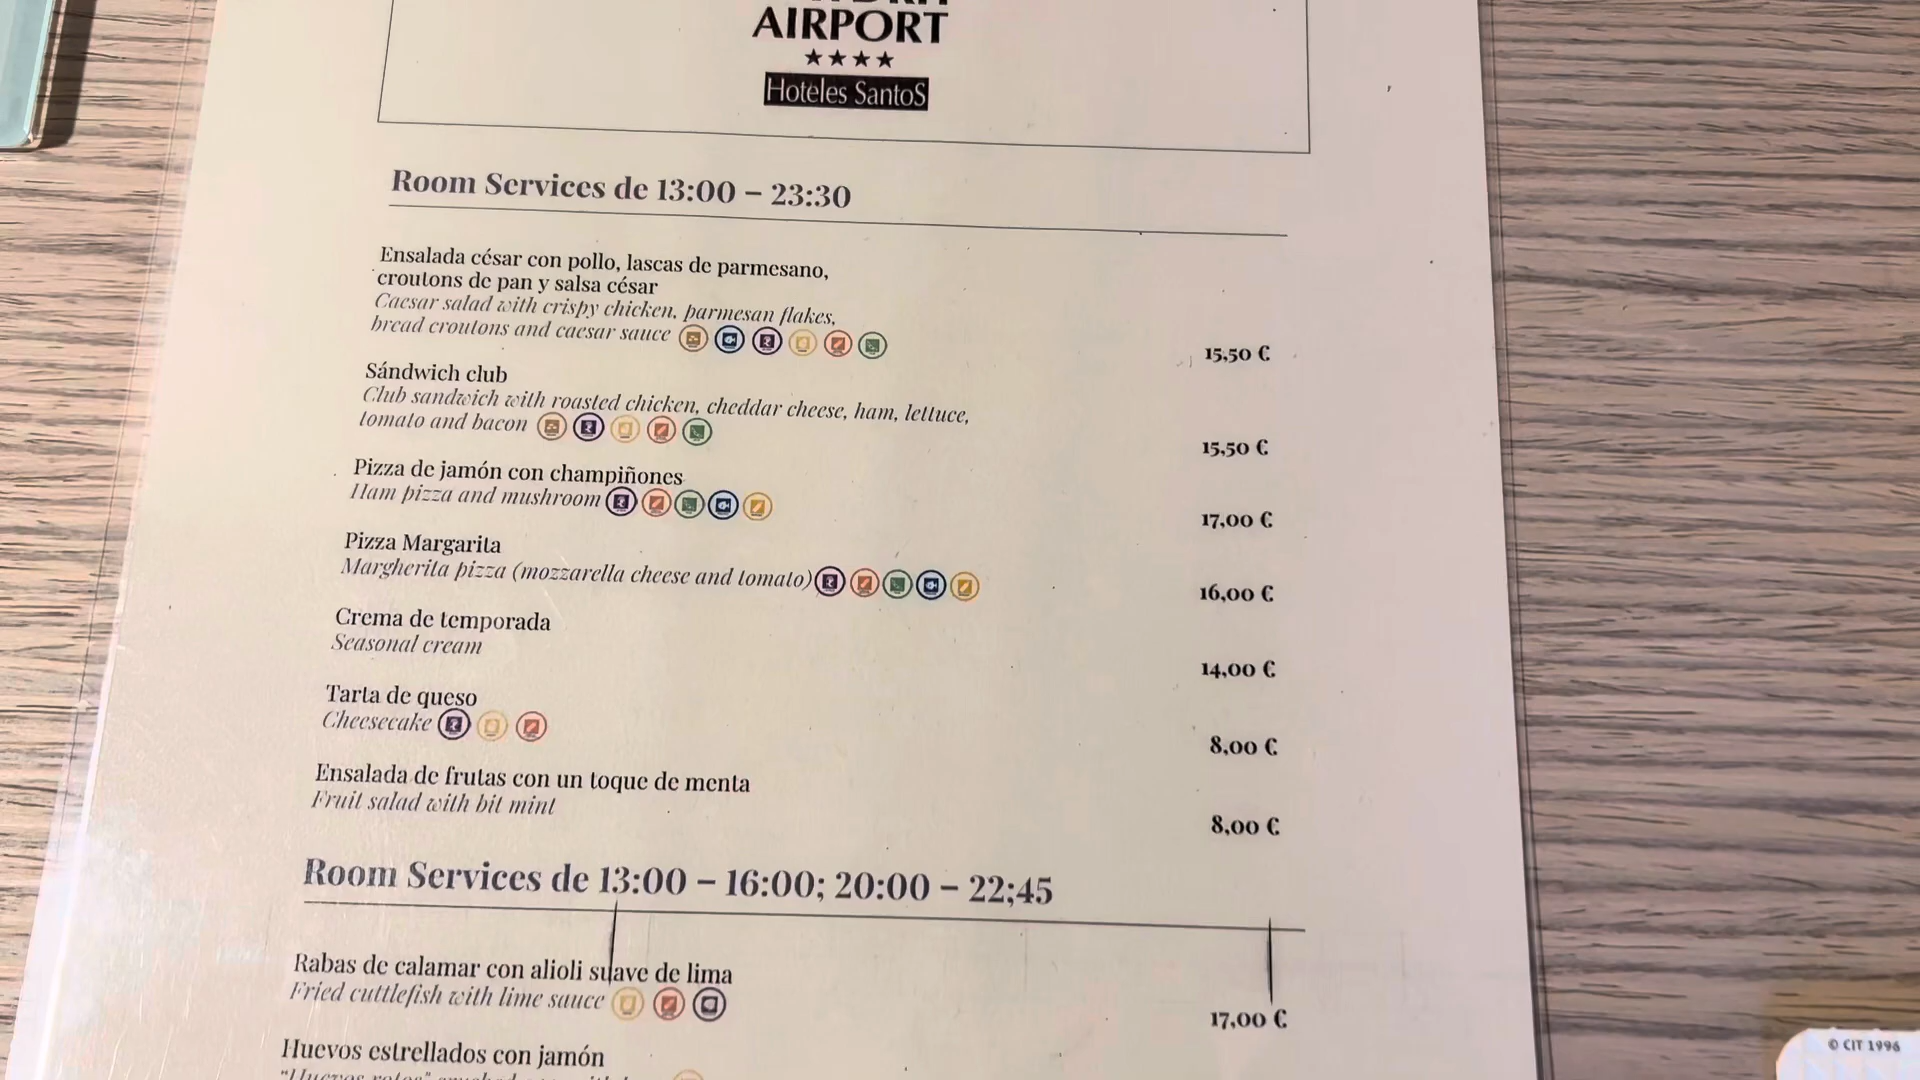 AIRPORT
★★★★
Hoteles SantoS
Room Services de 13:00 – 23:30
Ensalada césar con pollo, lascas de parmesano,
croutons de pan y salsa césar
Caesar salad with crispy chicken, parmesan flakes,
bread croutons and caesar sauce
15,50 €
Sándwich club
Club sandwich with roasted chicken, cheddar cheese, ham, lettuce,
tomato and bacon
15,50 €
Pizza de jamón con champiñones
Ham pizza and mushroom
17,00 €
Pizza Margarita
Margherita pizza (mozzarella cheese and tomato)
16,00 €
Crema de temporada
Seasonal cream
14,00 €
Tarta de queso
Cheesecake
8,00 €
Ensalada de frutas con un toque de menta
Fruit salad with bit mint
8,00 €
Room Services de 13:00 – 16:00; 20:00 – 22;45
Rabas de calamar con alioli suave de lima
Fried cuttlefish with lime sauce
17,00 €
Huevos estrellados con jamón
© CIT 1996